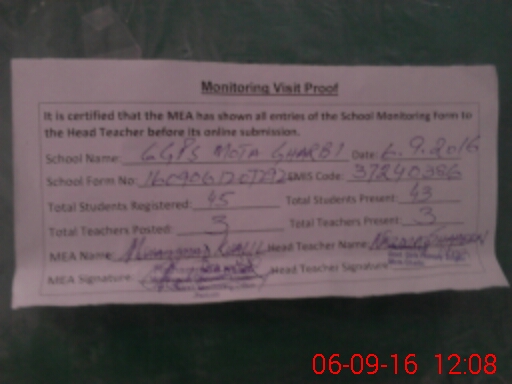 Monitoring Visit Proof
It is certified that the MEA has shown all entries of the School Monitoring Form to
the Head Teacher before its online submission.
School Name: GGPS MOTA GHARBI Date: 6.9.2016
School Form No: EMIS Code: 37240386
Total Students Registered: 45 Total Students Present: 43
Total Teachers Posted: 3 Total Teachers Present: 3
MEA Name: Head Teacher Name
MEA Signature: Head Teacher Signature
06-09-16 12:08